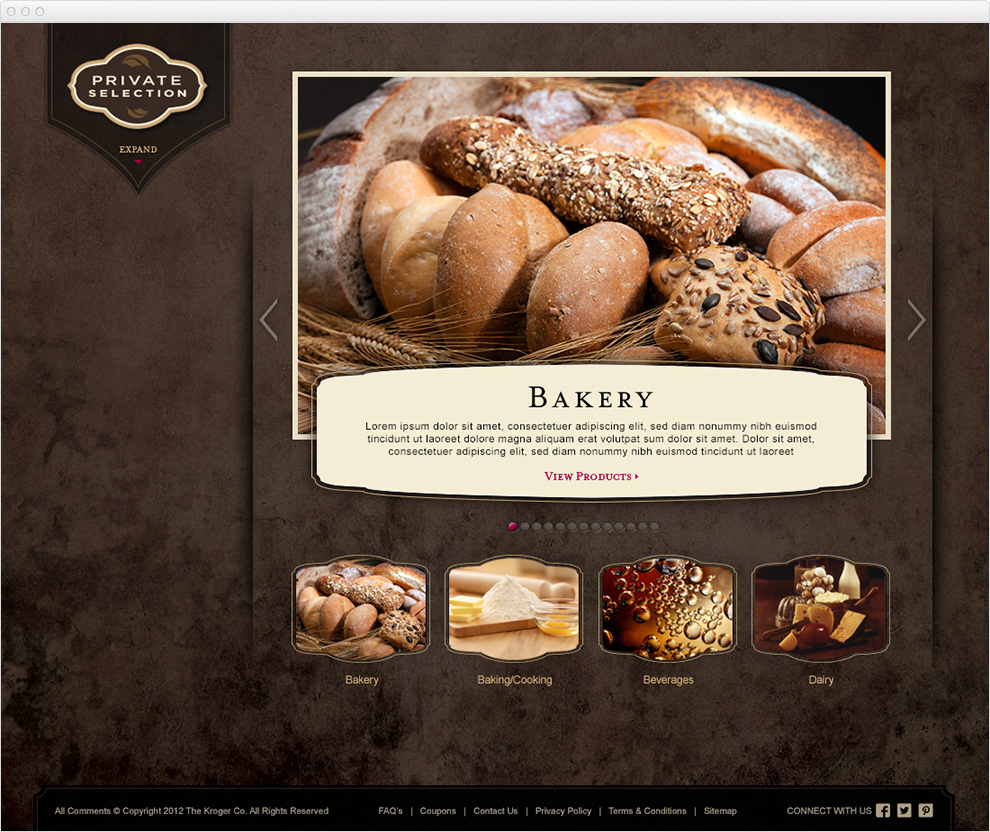 PRIVATE
SELECTION
EXPAND
BAKERY
Lorem ipsum dolor sit amet, consectetuer adipiscing elit, sed diam nonummy nibh euismod
tincidunt ut laoreet dolore magna aliquam erat volutpat sum dolor sit amet. Dolor sit amet,
consectetuer adipiscing elit, sed diam nonummy nibh euismod tincidunt ut laoreet
VIEW PRODUCTS
Bakery
Baking/Cooking
Beverages
Dairy
All Comments © Copyright 2012 The Kroger Co. All Rights Reserved
FAQ's | Coupons | Contact Us | Privacy Policy | Terms & Conditions | Sitemap
CONNECT WITH US